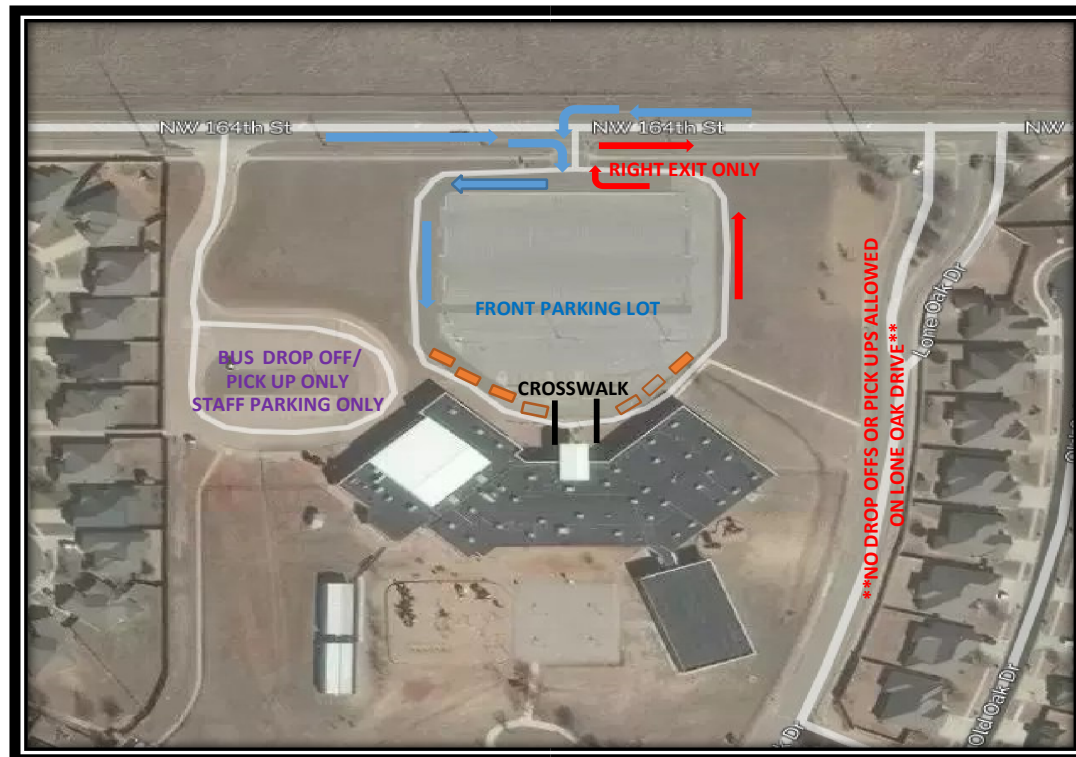 NW 164th St
NW 164th St
NW
RIGHT EXIT ONLY
FRONT PARKING LOT
BUS DROP OFF/
PICK UP ONLY
STAFF PARKING ONLY
CROSSWALK
**NO DROP OFFS OR PICK UPS ALLOWED
ON LONE OAK DRIVE**
Lone Oak Dr
Old Oak Dr
k Dr